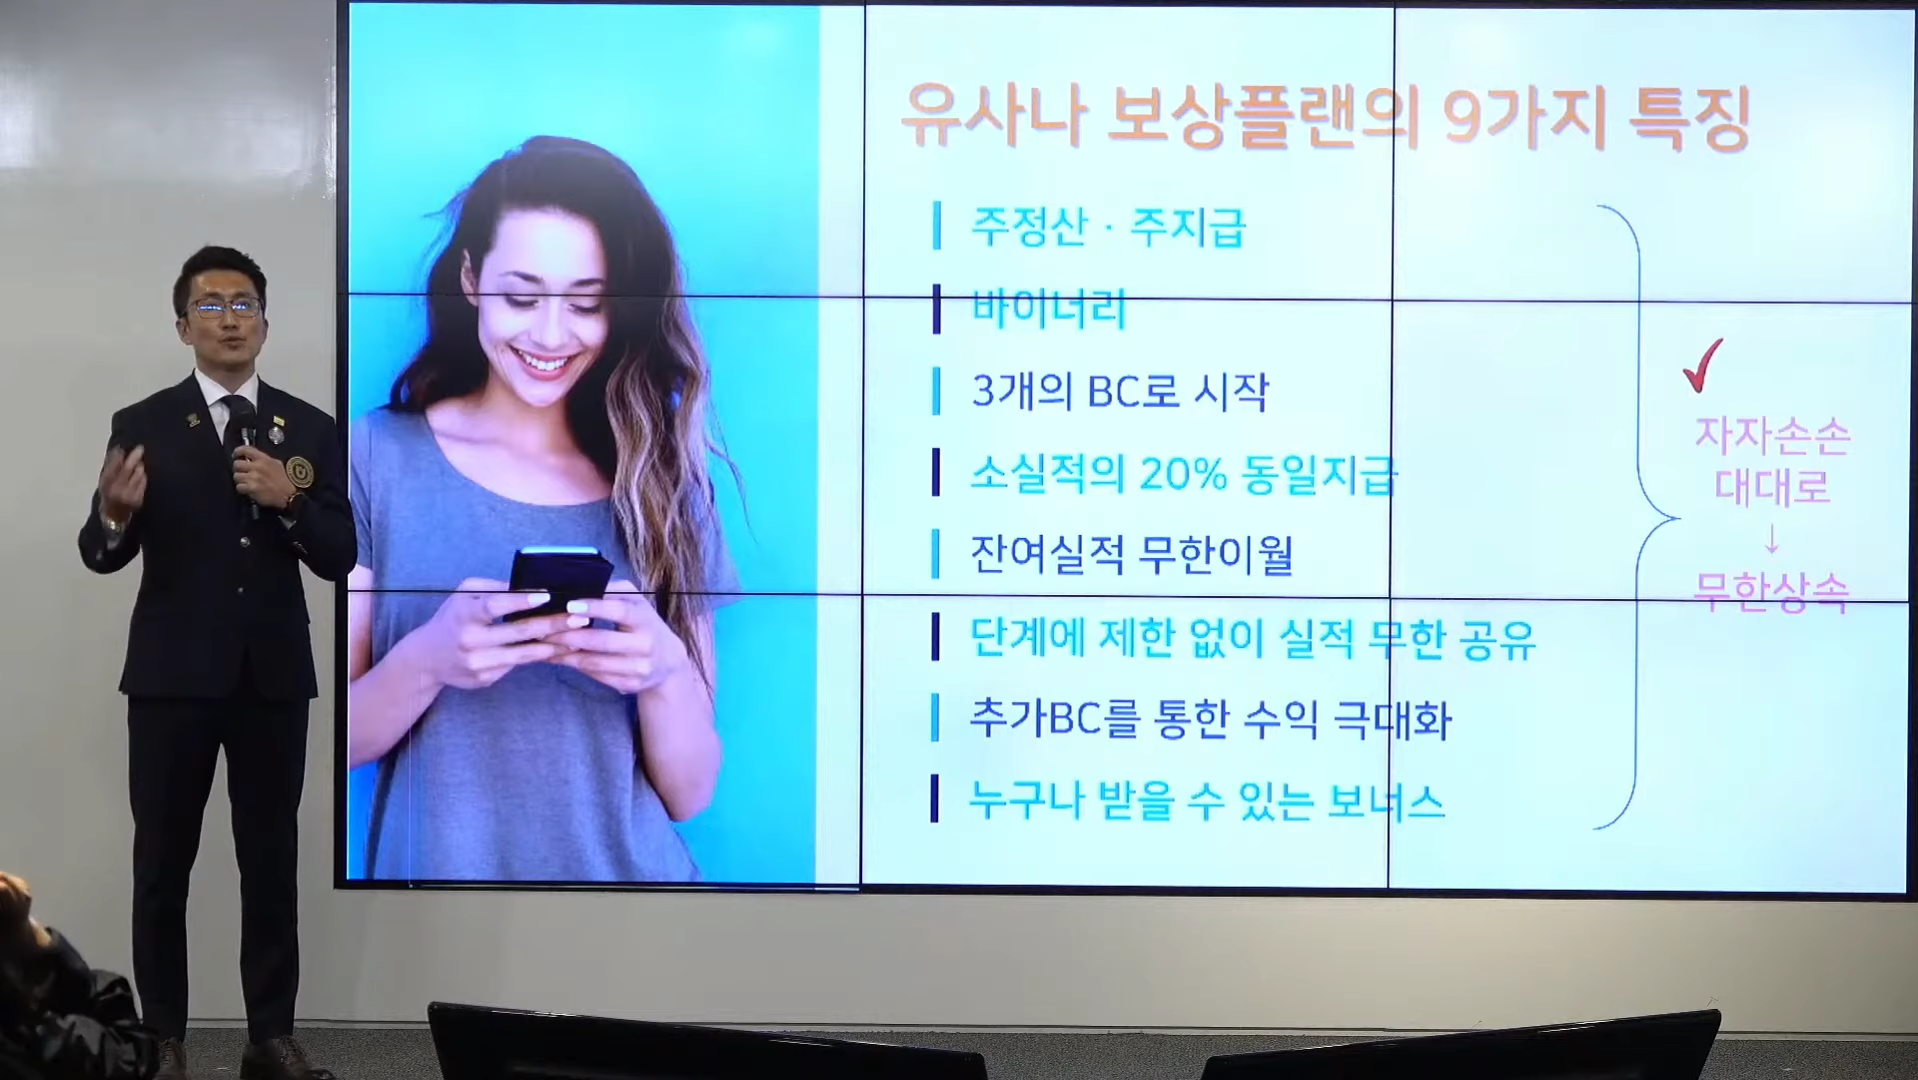 유사나 보상플랜의 9가지 특징
주정산 · 주지급
바이너리
3개의 BC로 시작
소실적의 20% 동일지급
잔여실적 무한이월
단계에 제한 없이 실적 무한 공유
추가BC를 통한 수익 극대화
누구나 받을 수 있는 보너스
✓
자자손손
대대로
↓
무한상속